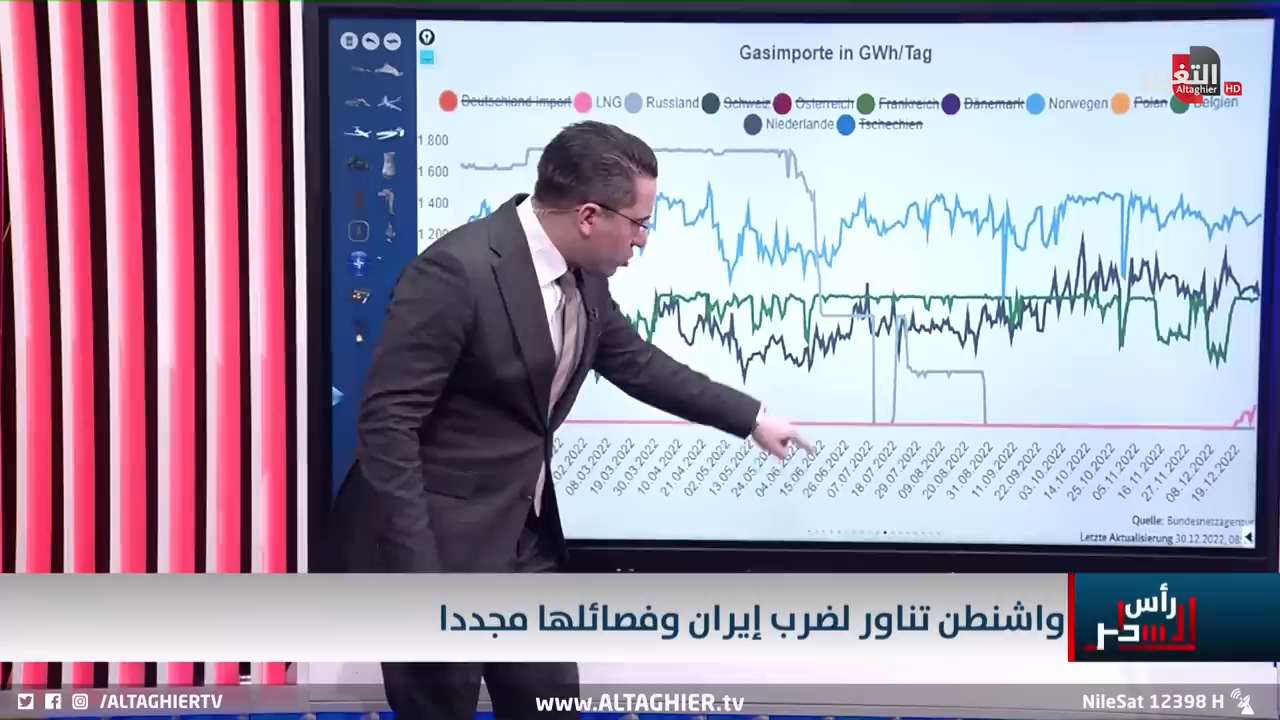 Gasimporte in GWh/Tag
التغيير
Altaghier HD
Deutschland Import LNG Russland Schweiz Österreich Frankreich Dänemark Norwegen Polen Belgien
Niederlande Tschechien
1 800
1 600
1 400
1 200
02.2022 08.03.2022 19.03.2022 30.03.2022 10.04.2022 21.04.2022 02.05.2022 13.05.2022 24.05.2022 04.06.2022 15.06.2022 26.06.2022 07.07.2022 18.07.2022 29.07.2022 09.08.2022 20.08.2022 31.08.2022 11.09.2022 22.09.2022 03.10.2022 14.10.2022 25.10.2022 05.11.2022 16.11.2022 27.11.2022 08.12.2022 19.12.2022
Quelle: Bundesnetzagentur
Letzte Aktualisierung 30.12.2022, 08:
رأس
السطر
واشنطن تناور لضرب إيران وفصائلها مجددا
/ALTAGHIERTV
www.ALTAGHIER.tv
NileSat 12398 H